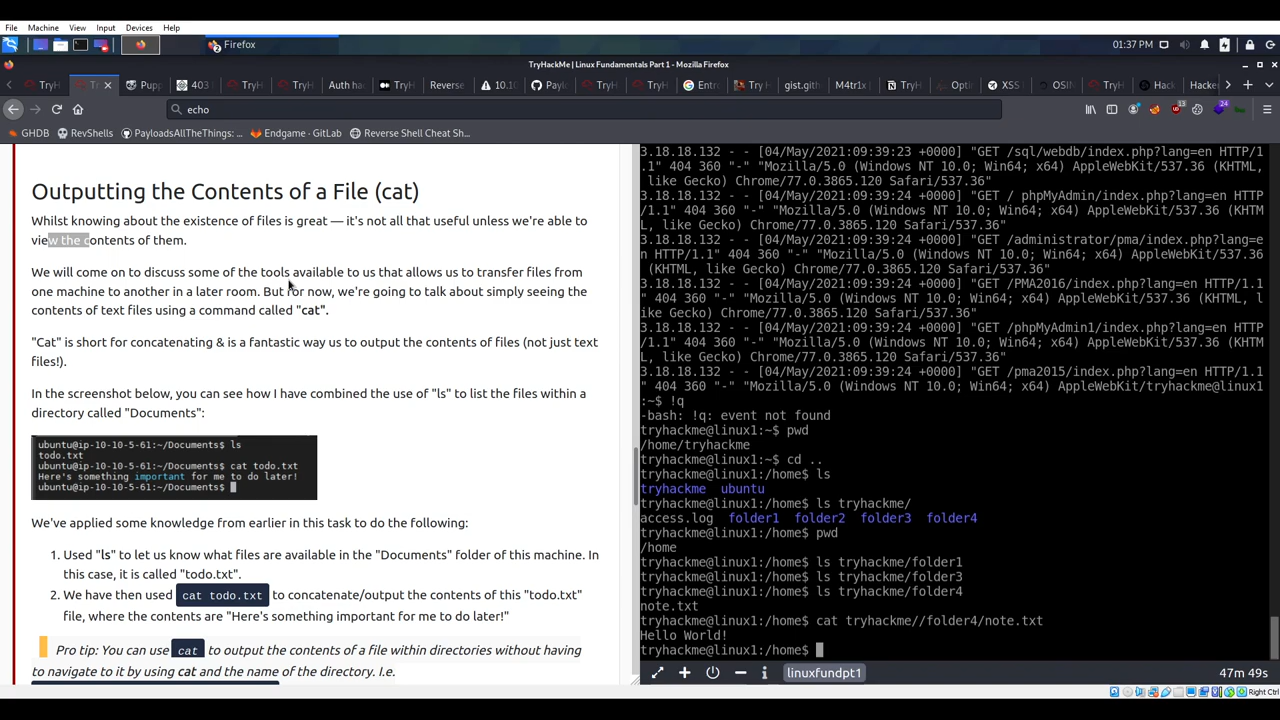 File Machine View Input Devices Help
Firefox
01:37 PM
TryHackMe | Linux Fundamentals Part 1 - Mozilla Firefox
TryH
Tr
Pup
403
TryH
TryH
Auth ha
TryH
Reverse
10.10
Paylo
TryH
TryH
Entr
Tr
gist.gith
M4tr1x
TryH
Opti
XSS
OSIN
Hack
Hacke
echo
13
24
GHDB
RevShells
PayloadsAllTheThings: ...
Endgame · GitLab
Reverse Shell Cheat Sh...
Outputting the Contents of a File (cat)
Whilst knowing about the existence of files is great — it's not all that useful unless we're able to
view the contents of them.
We will come on to discuss some of the tools available to us that allows us to transfer files from
one machine to another in a later room. But for now, we're going to talk about simply seeing the
contents of text files using a command called "cat".
"Cat" is short for concatenating & is a fantastic way us to output the contents of files (not just text
files!).
In the screenshot below, you can see how I have combined the use of "ls" to list the files within a
directory called "Documents":
ubuntu@ip-10-10-5-61:~/Documents$ ls
todo.txt
ubuntu@ip-10-10-5-61:~/Documents$ cat todo.txt
Here's something important for me to do later!
ubuntu@ip-10-10-5-61:~/Documents$
We've applied some knowledge from earlier in this task to do the following:
1. Used "ls" to let us know what files are available in the "Documents" folder of this machine. In
this case, it is called "todo.txt".
2. We have then used cat todo.txt to concatenate/output the contents of this "todo.txt"
file, where the contents are "Here's something important for me to do later!"
Pro tip: You can use cat to output the contents of a file within directories without having
to navigate to it by using cat and the name of the directory. I.e.
3.18.18.132 - - [04/May/2021:09:39:23 +0000] "GET /sql/webdb/index.php?lang=en HTTP/1
.1" 404 360 "-" "Mozilla/5.0 (Windows NT 10.0; Win64; x64) AppleWebKit/537.36 (KHTML,
like Gecko) Chrome/77.0.3865.120 Safari/537.36"
3.18.18.132 - - [04/May/2021:09:39:23 +0000] "GET / phpMyAdmin/index.php?lang=en HTTP
/1.1" 404 360 "-" "Mozilla/5.0 (Windows NT 10.0; Win64; x64) AppleWebKit/537.36 (KHTM
L, like Gecko) Chrome/77.0.3865.120 Safari/537.36"
3.18.18.132 - - [04/May/2021:09:39:24 +0000] "GET /administrator/pma/index.php?lang=en
HTTP/1.1" 404 360 "-" "Mozilla/5.0 (Windows NT 10.0; Win64; x64) AppleWebKit/537.36
(KHTML, like Gecko) Chrome/77.0.3865.120 Safari/537.36"
3.18.18.132 - - [04/May/2021:09:39:24 +0000] "GET /PMA2016/index.php?lang=en HTTP/1.1
" 404 360 "-" "Mozilla/5.0 (Windows NT 10.0; Win64; x64) AppleWebKit/537.36 (KHTML, l
ike Gecko) Chrome/77.0.3865.120 Safari/537.36"
3.18.18.132 - - [04/May/2021:09:39:24 +0000] "GET /phpMyAdmin1/index.php?lang=en HTTP
/1.1" 404 360 "-" "Mozilla/5.0 (Windows NT 10.0; Win64; x64) AppleWebKit/537.36 (KHTM
L, like Gecko) Chrome/77.0.3865.120 Safari/537.36"
3.18.18.132 - - [04/May/2021:09:39:24 +0000] "GET /pma2015/index.php?lang=en HTTP/1.1
" 404 360 "-" "Mozilla/5.0 (Windows NT 10.0; Win64; x64) AppleWebKit/tryhackme@linux1
:~$ !q
-bash: !q: event not found
tryhackme@linux1:~$ pwd
/home/tryhackme
tryhackme@linux1:~$ cd ..
tryhackme@linux1:/home$ ls
tryhackme ubuntu
tryhackme@linux1:/home$ ls tryhackme/
access.log folder1 folder2 folder3 folder4
tryhackme@linux1:/home$ pwd
/home
tryhackme@linux1:/home$ ls tryhackme/folder1
tryhackme@linux1:/home$ ls tryhackme/folder3
tryhackme@linux1:/home$ ls tryhackme/folder4
note.txt
tryhackme@linux1:/home$ cat tryhackme//folder4/note.txt
Hello World!
tryhackme@linux1:/home$
linuxfundpt1
47m 49s
Right Ctrl